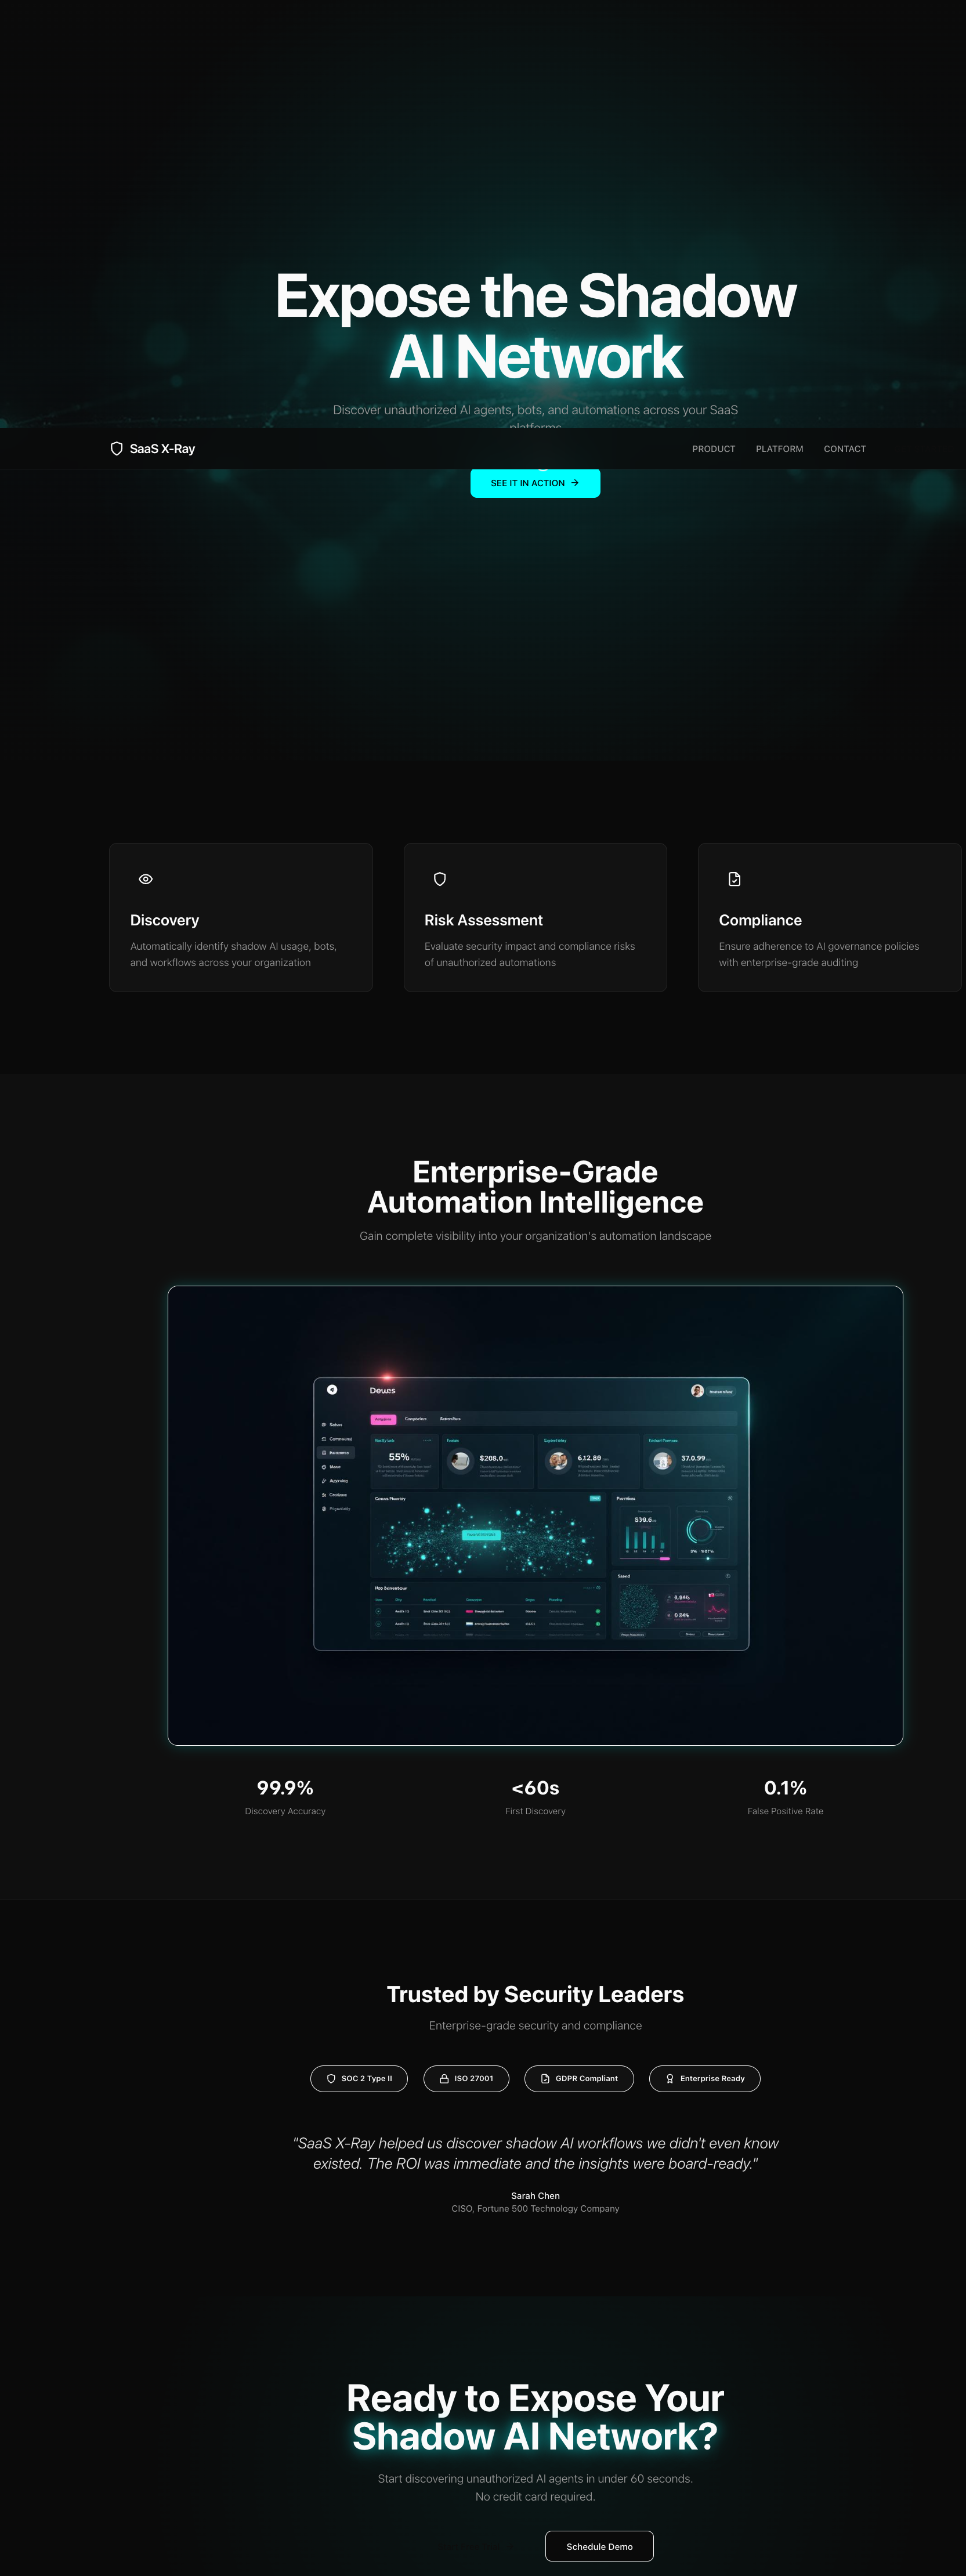 Expose the Shadow
AI Network
Discover unauthorized AI agents, bots, and automations across your SaaS
platforms
SaaS X-Ray
PRODUCT
PLATFORM
CONTACT
SEE IT IN ACTION
Discovery
Automatically identify shadow AI usage, bots,
and workflows across your organization
Risk Assessment
Evaluate security impact and compliance risks
of unauthorized automations
Compliance
Ensure adherence to AI governance policies
with enterprise-grade auditing
Enterprise-Grade
Automation Intelligence
Gain complete visibility into your organization's automation landscape
55%
$208.0
6,12.80
37.0.99
99.9%
Discovery Accuracy
<60s
First Discovery
0.1%
False Positive Rate
Trusted by Security Leaders
Enterprise-grade security and compliance
SOC 2 Type II
ISO 27001
GDPR Compliant
Enterprise Ready
"SaaS X-Ray helped us discover shadow AI workflows we didn't even know
existed. The ROI was immediate and the insights were board-ready."
Sarah Chen
CISO, Fortune 500 Technology Company
Ready to Expose Your
Shadow AI Network?
Start discovering unauthorized AI agents in under 60 seconds.
No credit card required.
Schedule Demo